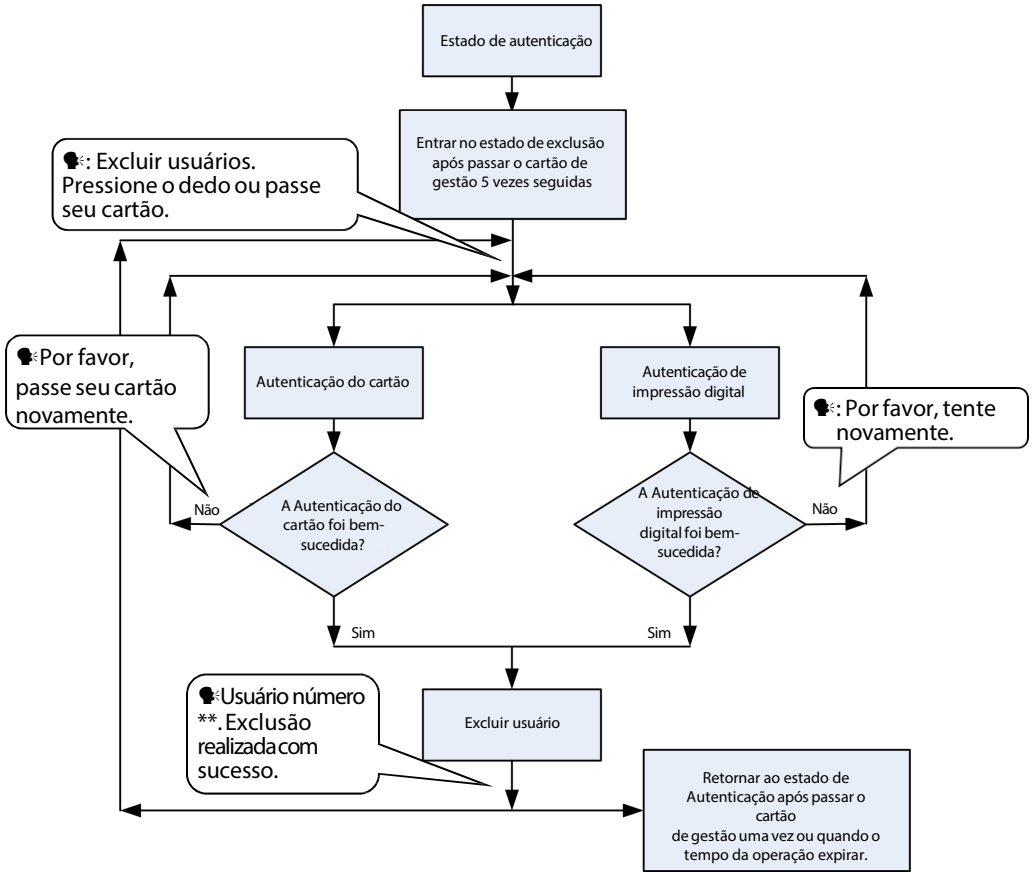 Estado de autenticação
Entrar no estado de exclusão
após passar o cartão de
gestão 5 vezes seguidas
🗣: Excluir usuários.
Pressione o dedo ou passe
seu cartão.
🗣Por favor,
passe seu cartão
novamente.
Autenticação do cartão
Autenticação de
impressão digital
🗣: Por favor, tente
novamente.
Não
A Autenticação do
cartão foi bem-
sucedida?
A Autenticação de
impressão
digital foi bem-
sucedida?
Não
Sim
Sim
🗣Usuário número
**. Exclusão
realizada com
sucesso.
Excluir usuário
Retornar ao estado de
Autenticação após passar o
cartão
de gestão uma vez ou quando o
tempo da operação expirar.